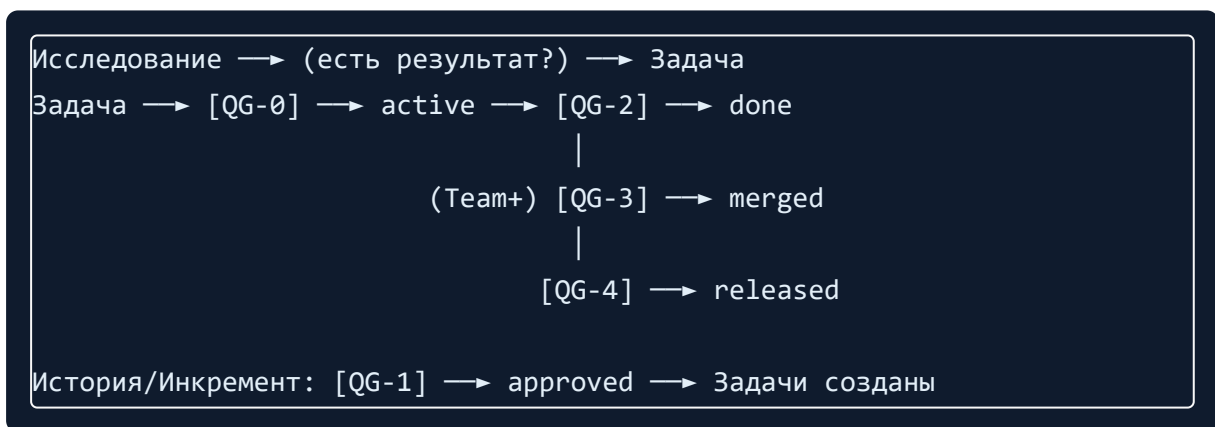 Исследование ──► (есть результат?) ──► Задача
Задача ──► [QG-0] ──► active ──► [QG-2] ──► done
│
(Team+) [QG-3] ──► merged
│
[QG-4] ──► released
История/Инкремент: [QG-1] ──► approved ──► Задачи созданы